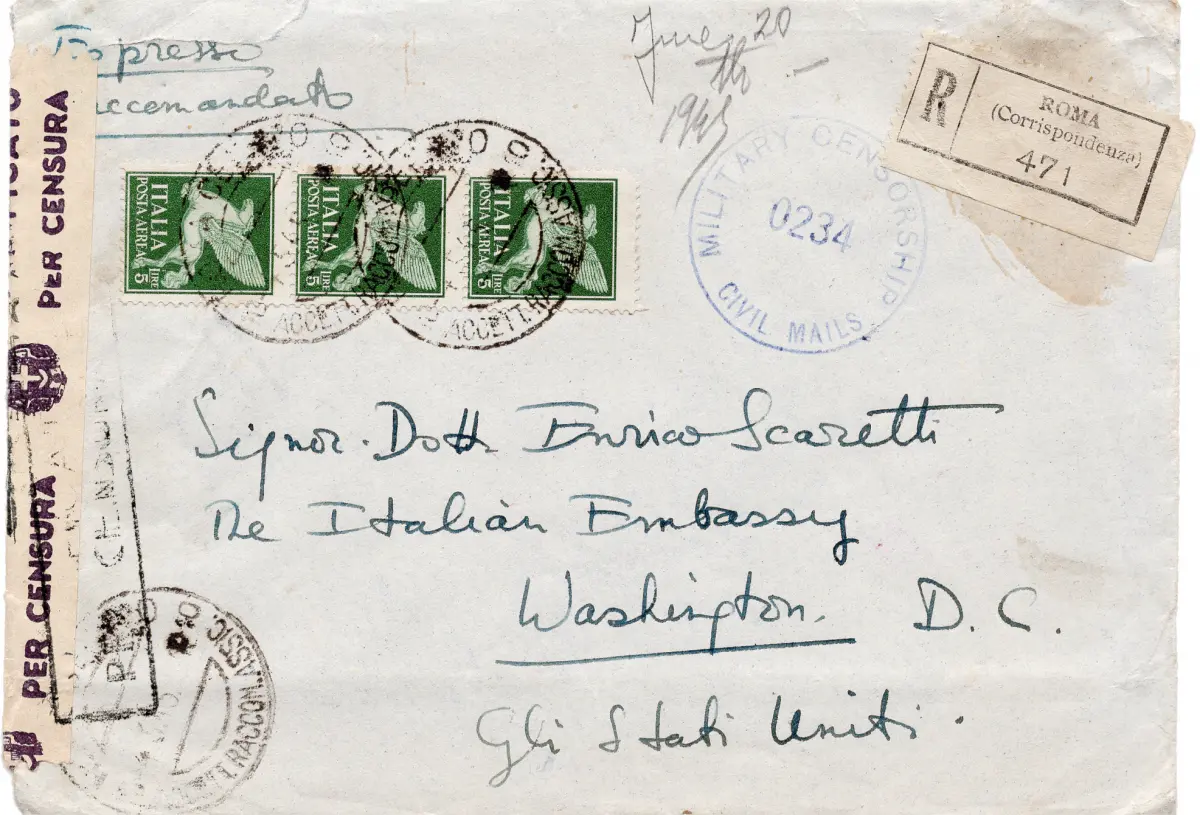 Espresso
Raccomandata
June 20
1945
R
ROMA
(Corrispondenza)
471
MILITARY CENSORSHIP
0234
CIVIL MAILS
ITALIA
POSTA AEREA
LIRE
5
ITALIA
POSTA AEREA
LIRE
5
ITALIA
POSTA AEREA
LIRE
5
PER CENSURA
PER CENSURA
Signor. Dott. Enrico Scaretti
The Italian Embassy
Washington. D. C.
Gli Stati Uniti.